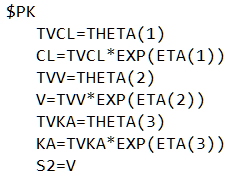 $PK
TVCL=THETA(1)
CL=TVCL*EXP(ETA(1))
TVV=THETA(2)
V=TVV*EXP(ETA(2))
TVKA=THETA(3)
KA=TVKA*EXP(ETA(3))
S2=V